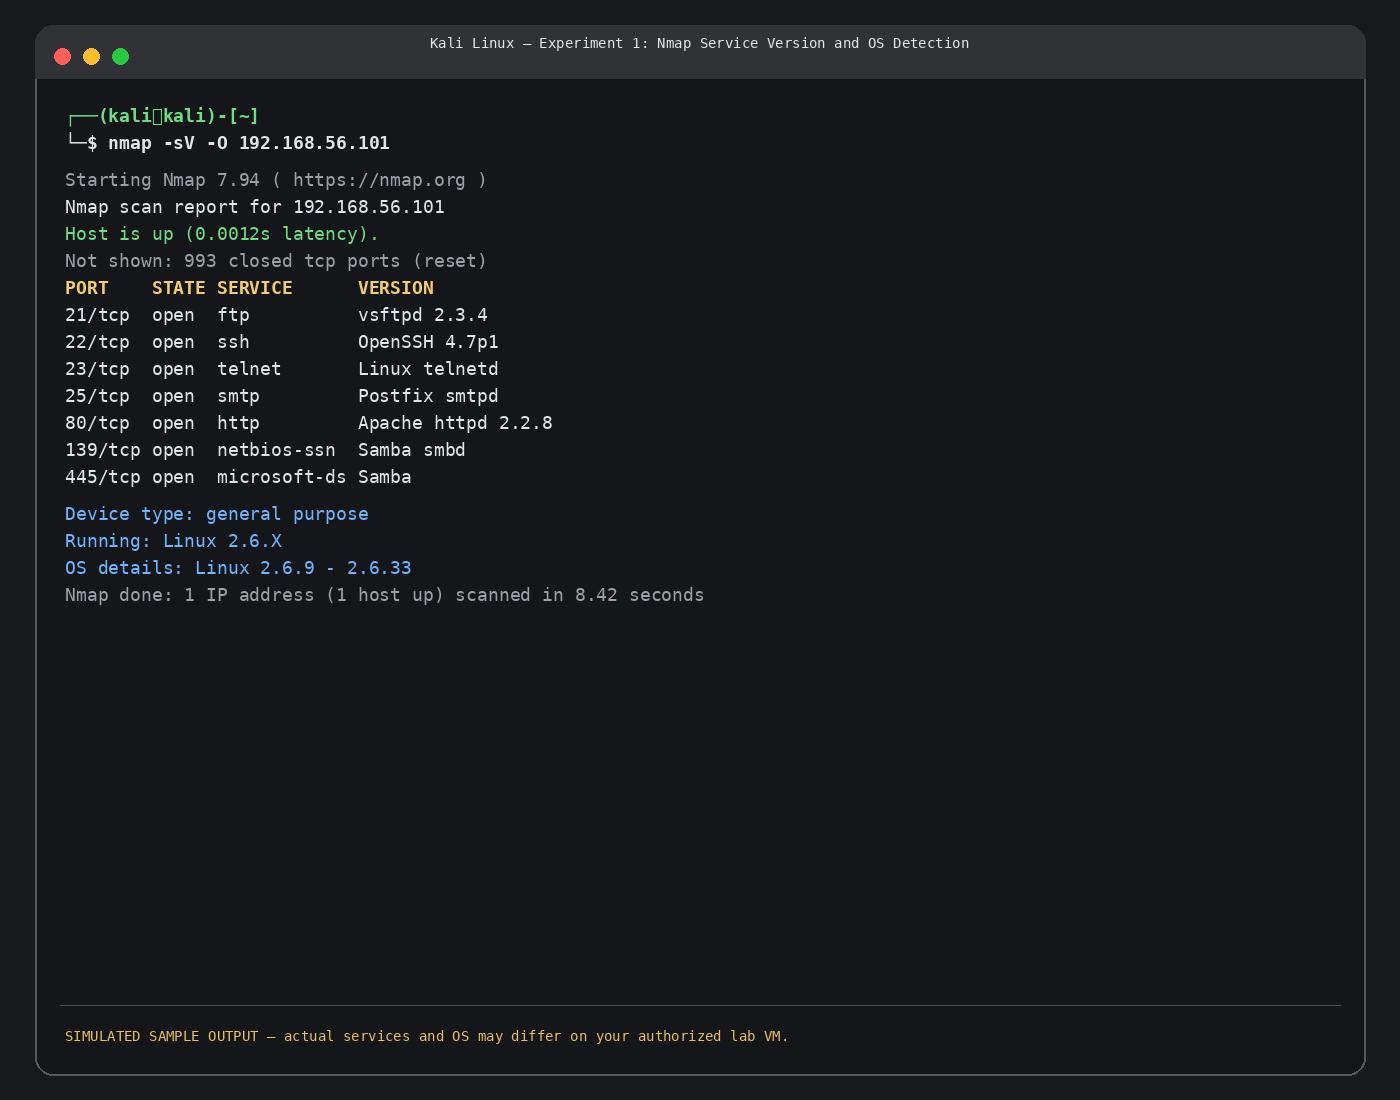 Kali Linux — Experiment 1: Nmap Service Version and OS Detection
┌──(kali▯kali)-[~]
└─$ nmap -sV -O 192.168.56.101
Starting Nmap 7.94 ( https://nmap.org )
Nmap scan report for 192.168.56.101
Host is up (0.0012s latency).
Not shown: 993 closed tcp ports (reset)
PORT    STATE SERVICE      VERSION
21/tcp  open  ftp          vsftpd 2.3.4
22/tcp  open  ssh          OpenSSH 4.7p1
23/tcp  open  telnet       Linux telnetd
25/tcp  open  smtp         Postfix smtpd
80/tcp  open  http         Apache httpd 2.2.8
139/tcp open  netbios-ssn  Samba smbd
445/tcp open  microsoft-ds Samba
Device type: general purpose
Running: Linux 2.6.X
OS details: Linux 2.6.9 - 2.6.33
Nmap done: 1 IP address (1 host up) scanned in 8.42 seconds
SIMULATED SAMPLE OUTPUT — actual services and OS may differ on your authorized lab VM.